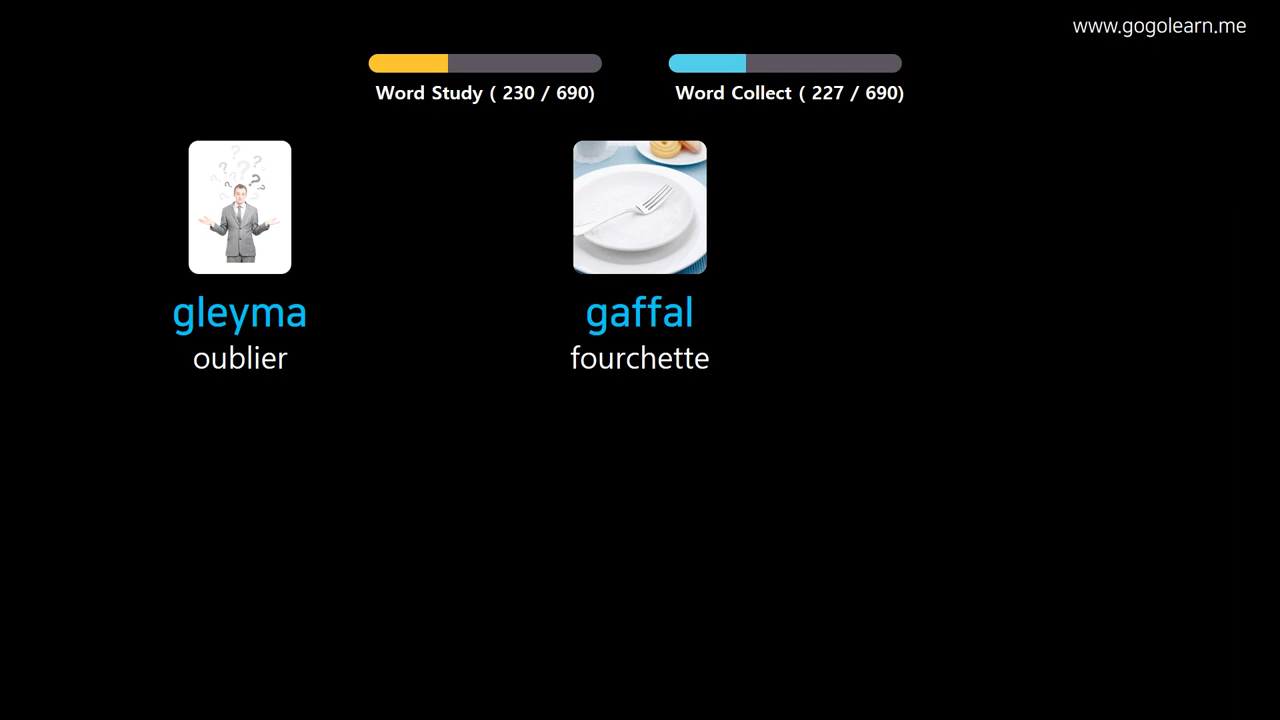 www.gogolearn.me
Word Study ( 230 / 690)
Word Collect ( 227 / 690)
gleyma
gaffal
oublier
fourchette